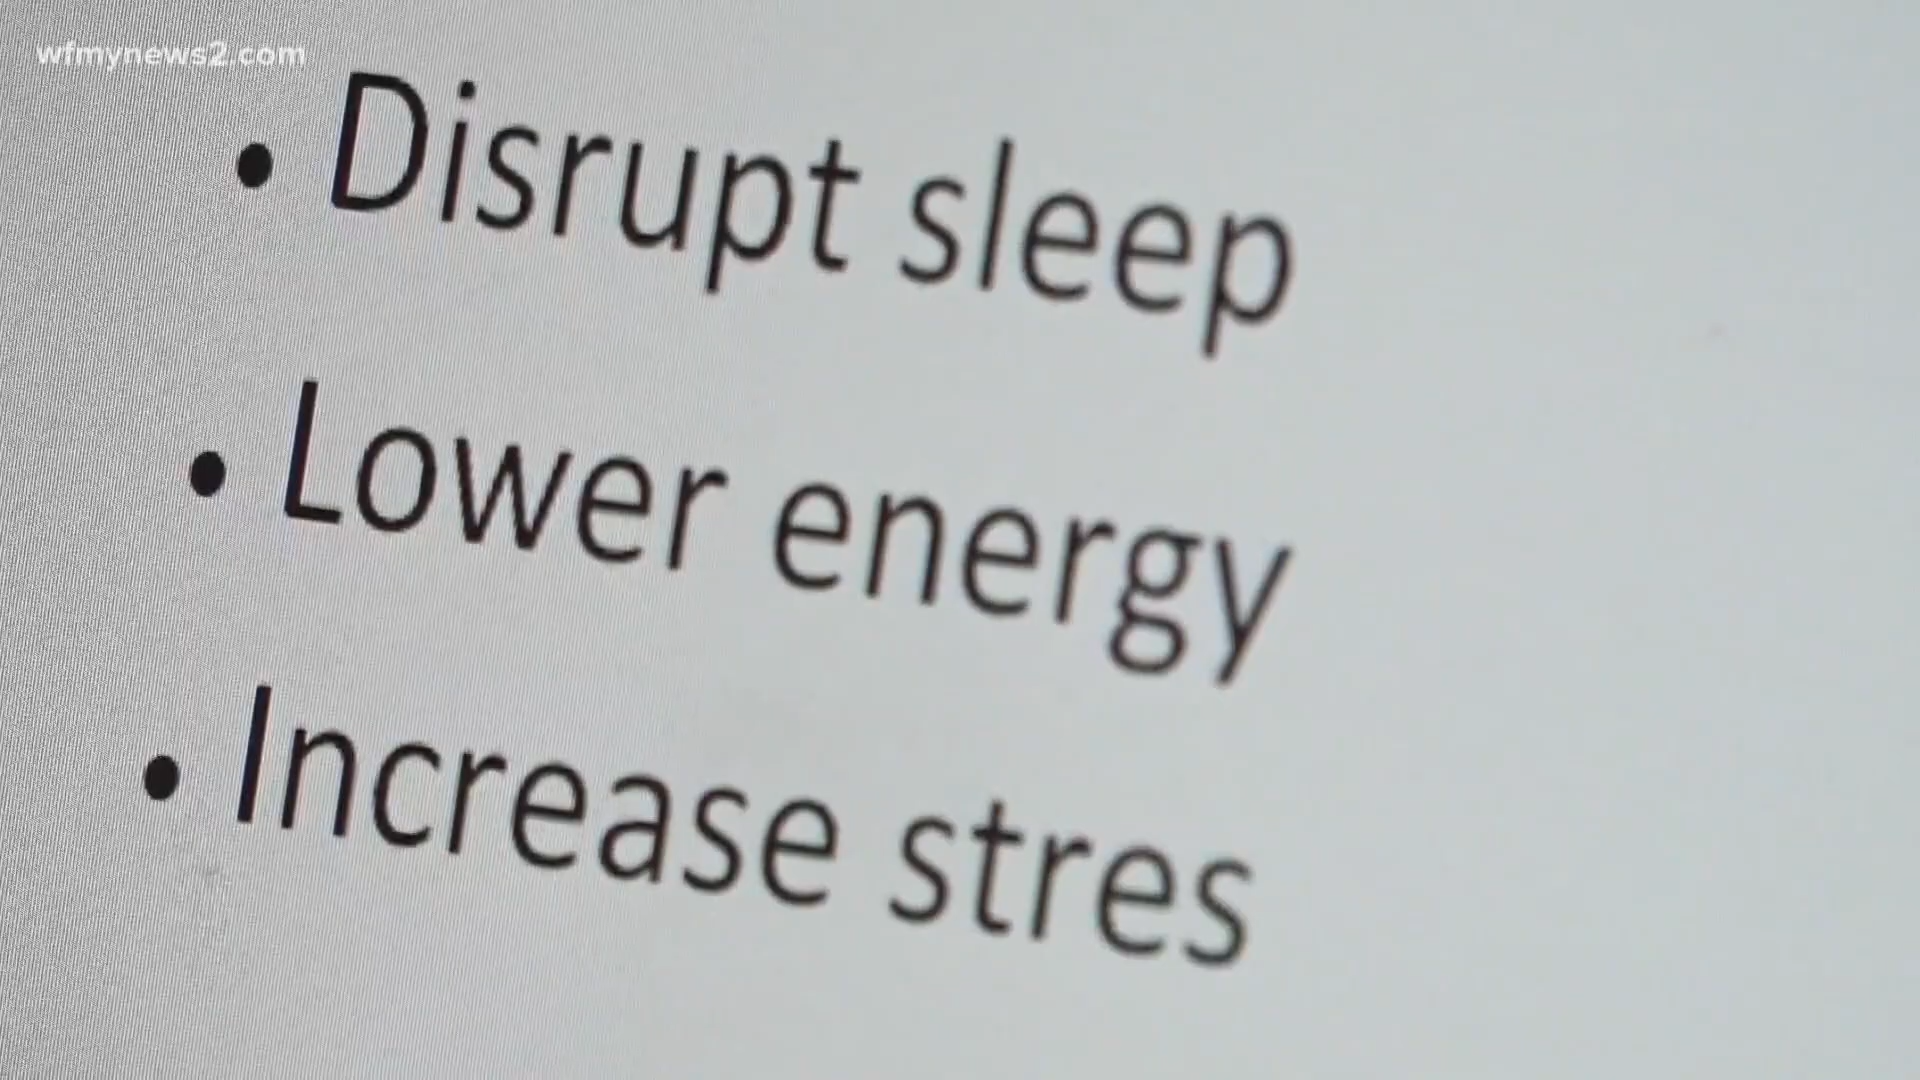 wfmynews2.com
• Disrupt sleep
• Lower energy
• Increase stres